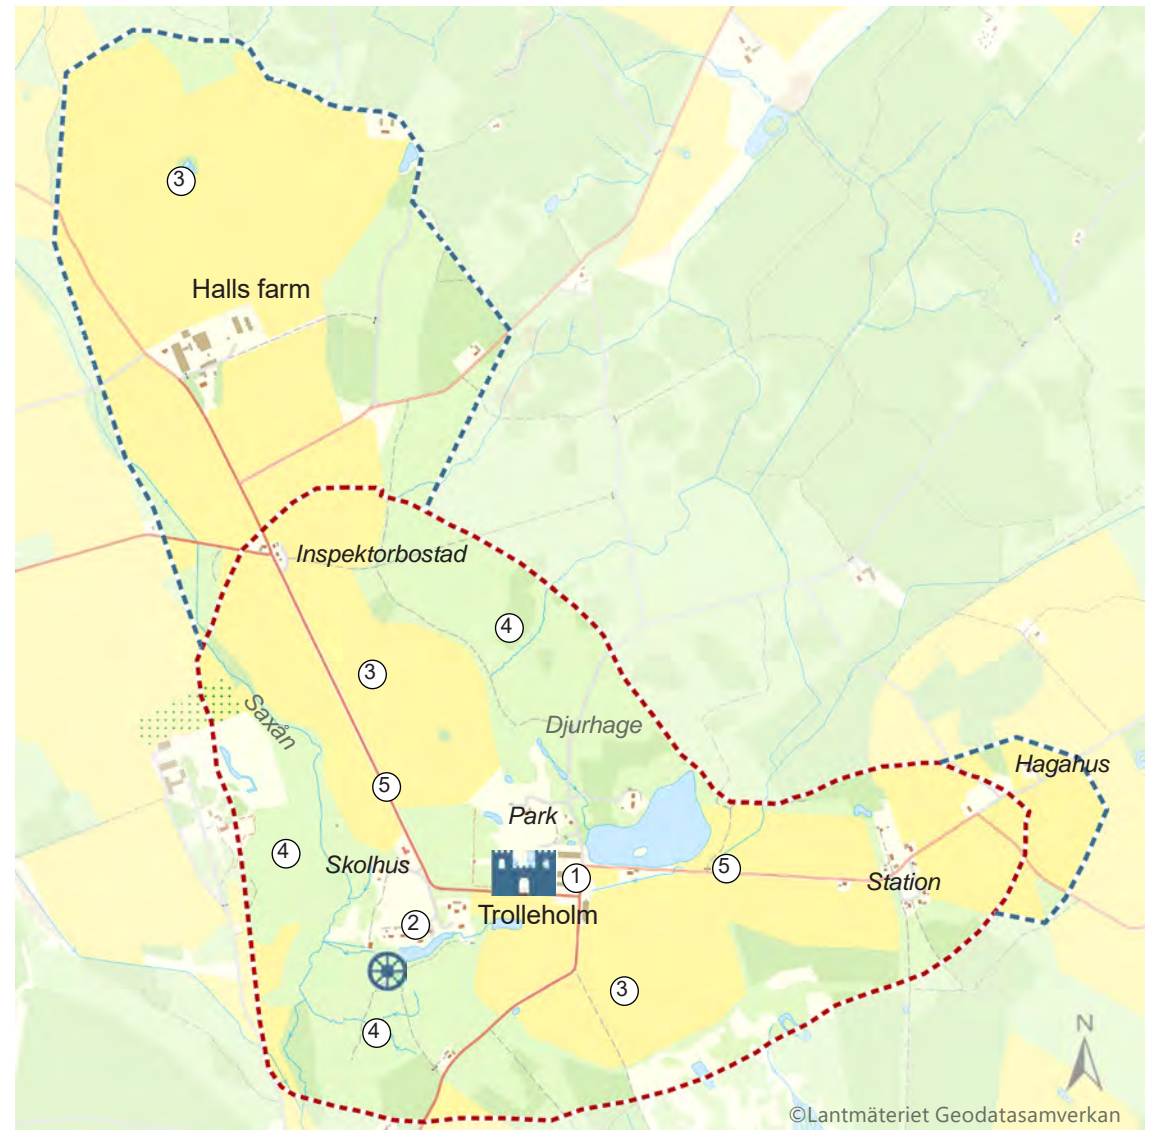 3
Halls farm
Inspektorbostad
4
3
Saxån
Djurhage
Hagahus
5
Park
4
Skolhus
1
5
Station
Trolleholm
2
3
4
N
©Lantmäteriet Geodatasamverkan